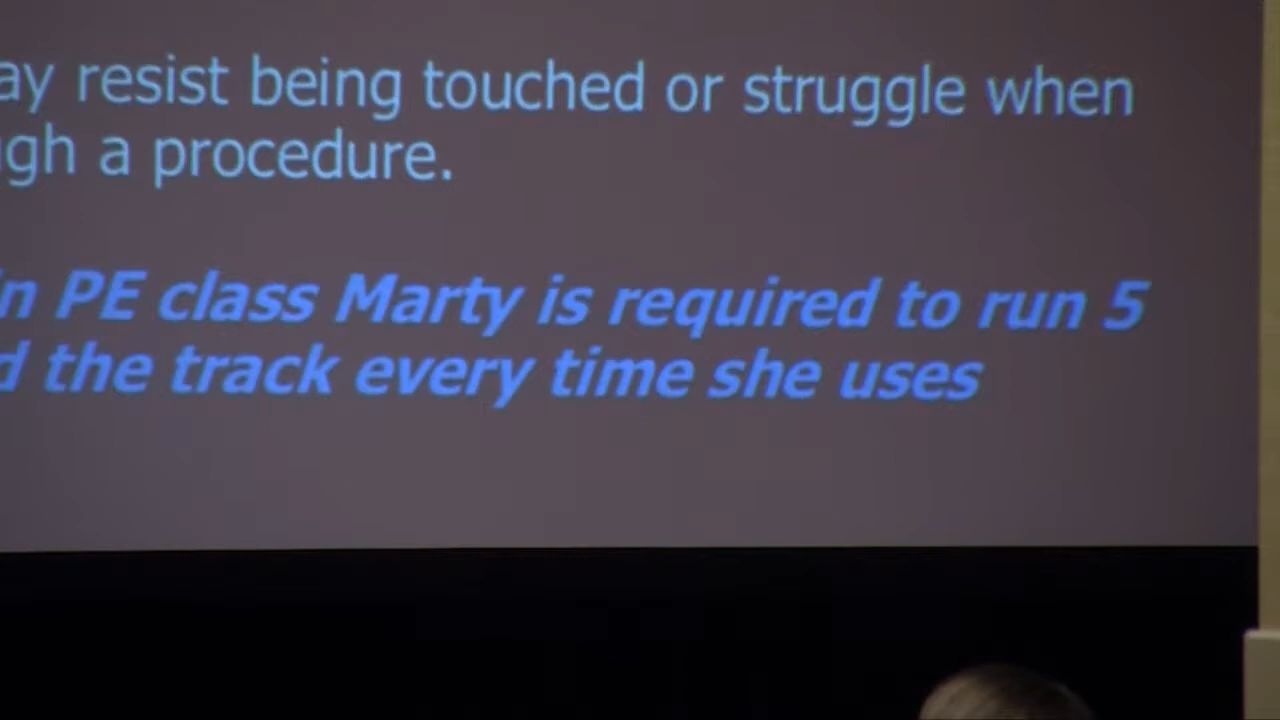 ay resist being touched or struggle when
gh a procedure.
n PE class Marty is required to run 5
d the track every time she uses